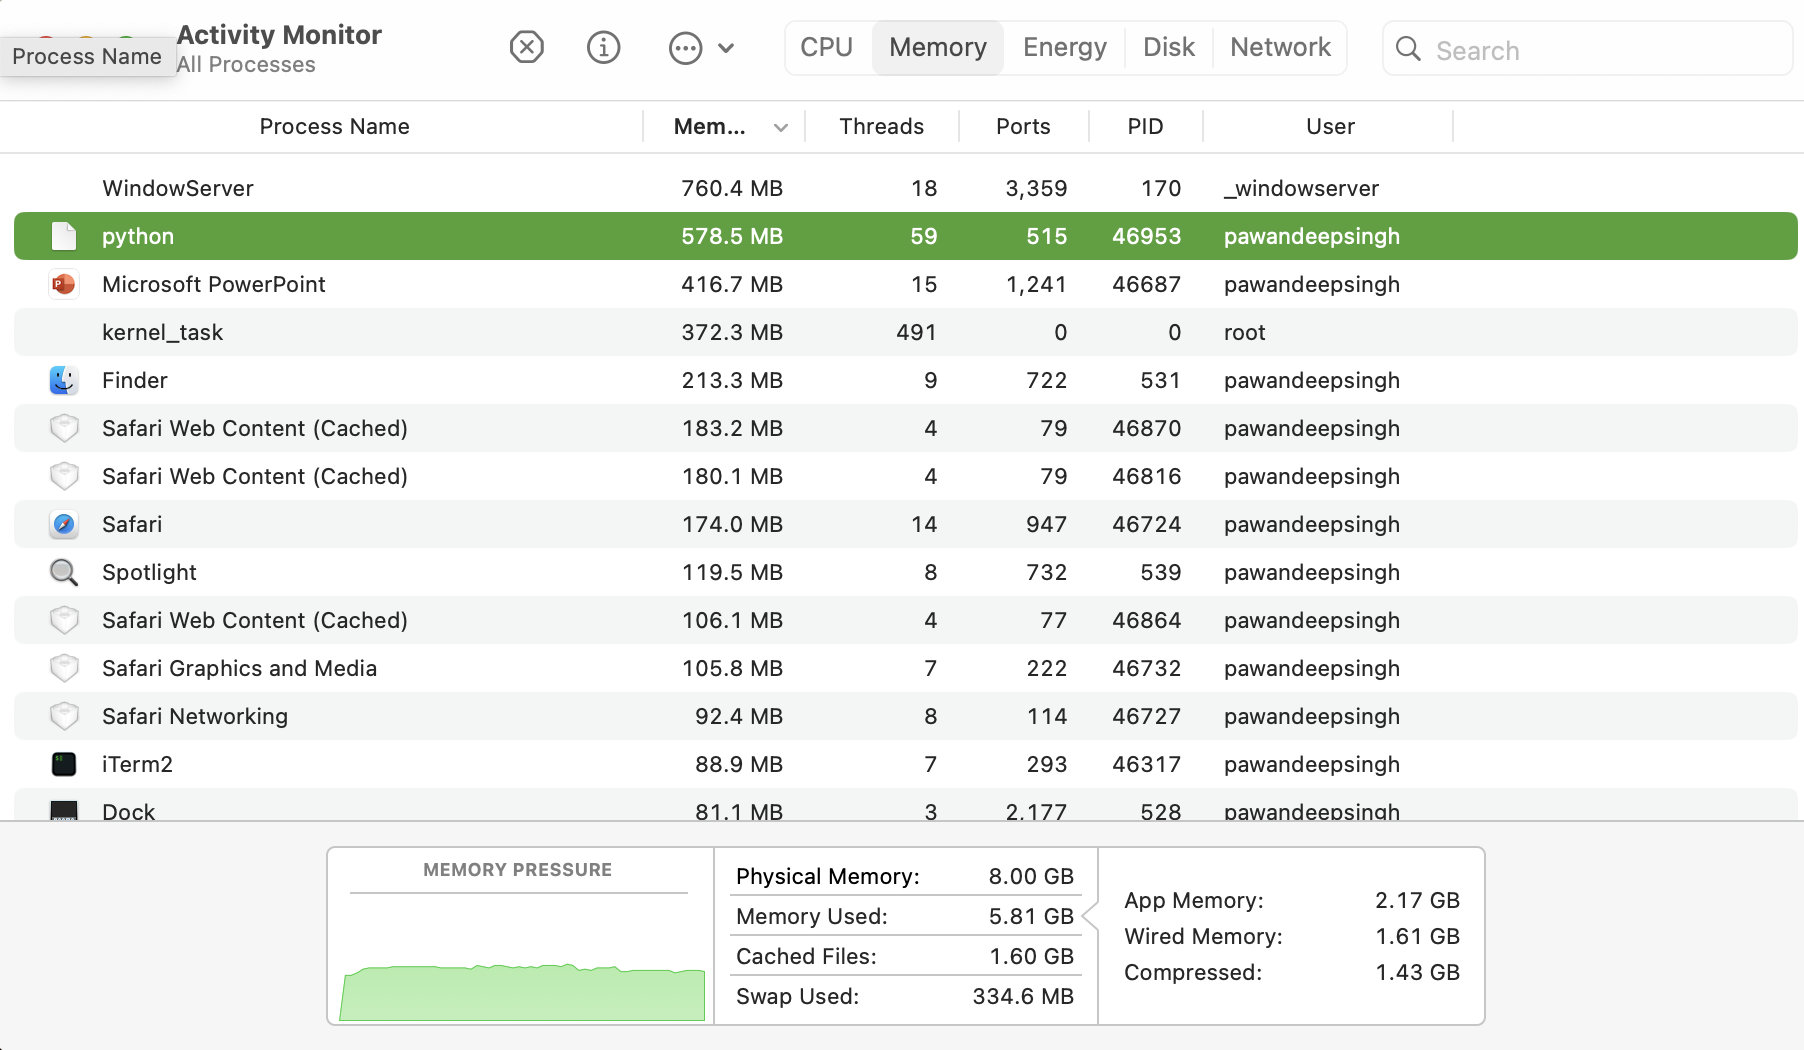 Process Name
Activity Monitor
All Processes
CPU Memory Energy Disk Network
Search
Process Name Mem... Threads Ports PID User
WindowServer 760.4 MB 18 3,359 170 _windowserver
python 578.5 MB 59 515 46953 pawandeepsingh
Microsoft PowerPoint 416.7 MB 15 1,241 46687 pawandeepsingh
kernel_task 372.3 MB 491 0 0 root
Finder 213.3 MB 9 722 531 pawandeepsingh
Safari Web Content (Cached) 183.2 MB 4 79 46870 pawandeepsingh
Safari Web Content (Cached) 180.1 MB 4 79 46816 pawandeepsingh
Safari 174.0 MB 14 947 46724 pawandeepsingh
Spotlight 119.5 MB 8 732 539 pawandeepsingh
Safari Web Content (Cached) 106.1 MB 4 77 46864 pawandeepsingh
Safari Graphics and Media 105.8 MB 7 222 46732 pawandeepsingh
Safari Networking 92.4 MB 8 114 46727 pawandeepsingh
iTerm2 88.9 MB 7 293 46317 pawandeepsingh
Dock 81.1 MB 3 2,177 528 pawandeepsingh
MEMORY PRESSURE
Physical Memory: 8.00 GB
Memory Used: 5.81 GB
Cached Files: 1.60 GB
Swap Used: 334.6 MB
App Memory: 2.17 GB
Wired Memory: 1.61 GB
Compressed: 1.43 GB